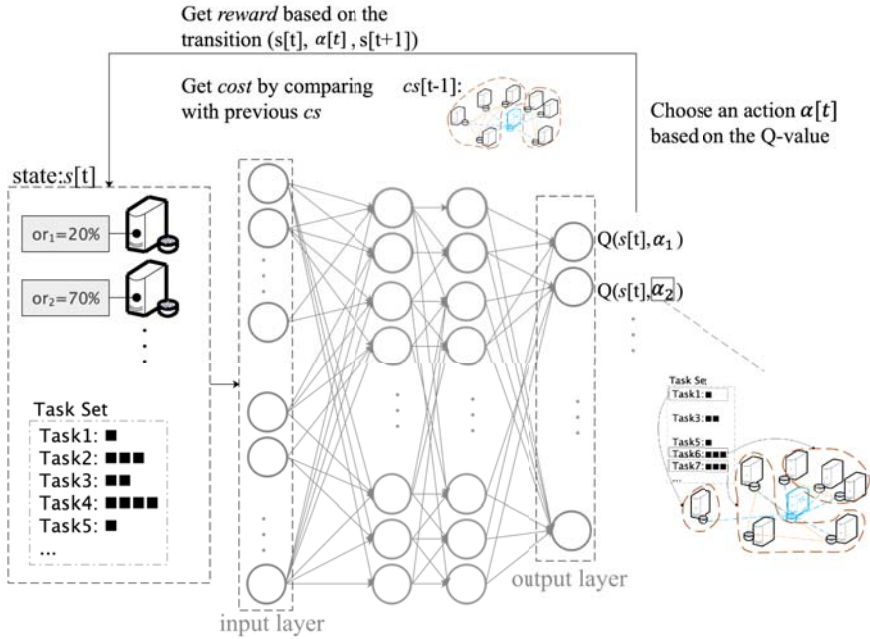 Get reward based on the
transition (s[t], α[t] , s[t+1])
Get cost by comparing
with previous cs
cs[t-1]:
Choose an action α[t]
based on the Q-value
state:s[t]
or₁=20%
or₂=70%
Task Set
Task1:
Task2:
Task3:
Task4:
Task5:
...
input layer
output layer
Q(s[t],α₁)
Q(s[t],α₂)
Task Se
Task1:
Task3:
Task5:
Task6:
Task7:
...